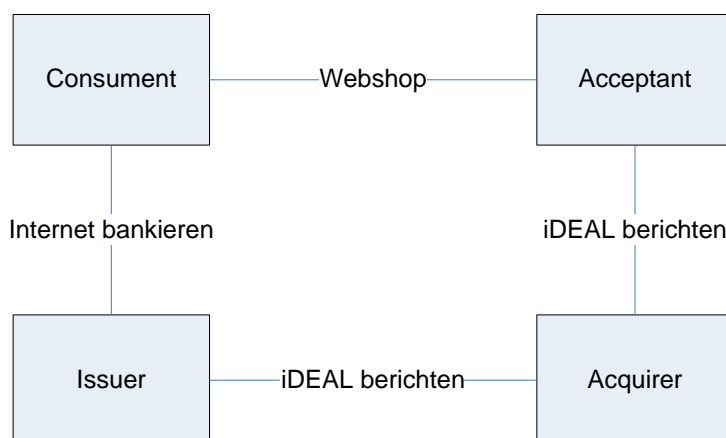 Consument
Webshop
Acceptant
Internet bankieren
iDEAL berichten
Issuer
iDEAL berichten
Acquirer